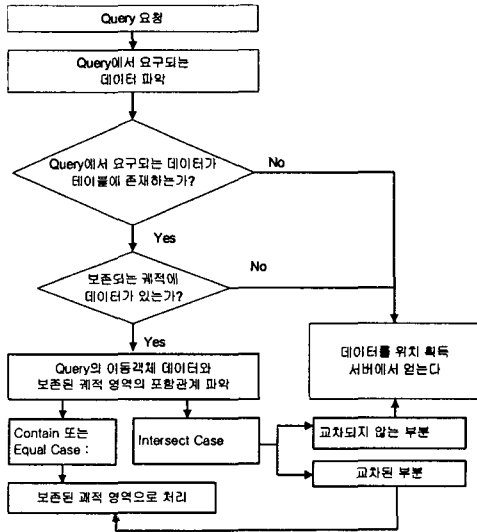 Query 요청
Query에서 요구되는
데이터 파악
Query에서 요구되는 데이터가
테이블에 존재하는가?
No
Yes
보존되는 궤적에
데이터가 있는가?
No
Yes
Query의 이동객체 데이터와
보존된 궤적 영역의 포함관계 파악
데이터를 위치 획득
서버에서 얻는다
Contain 또는
Equal Case :
Intersect Case
교차되지 않는 부분
교차된 부분
보존된 궤적 영역으로 처리